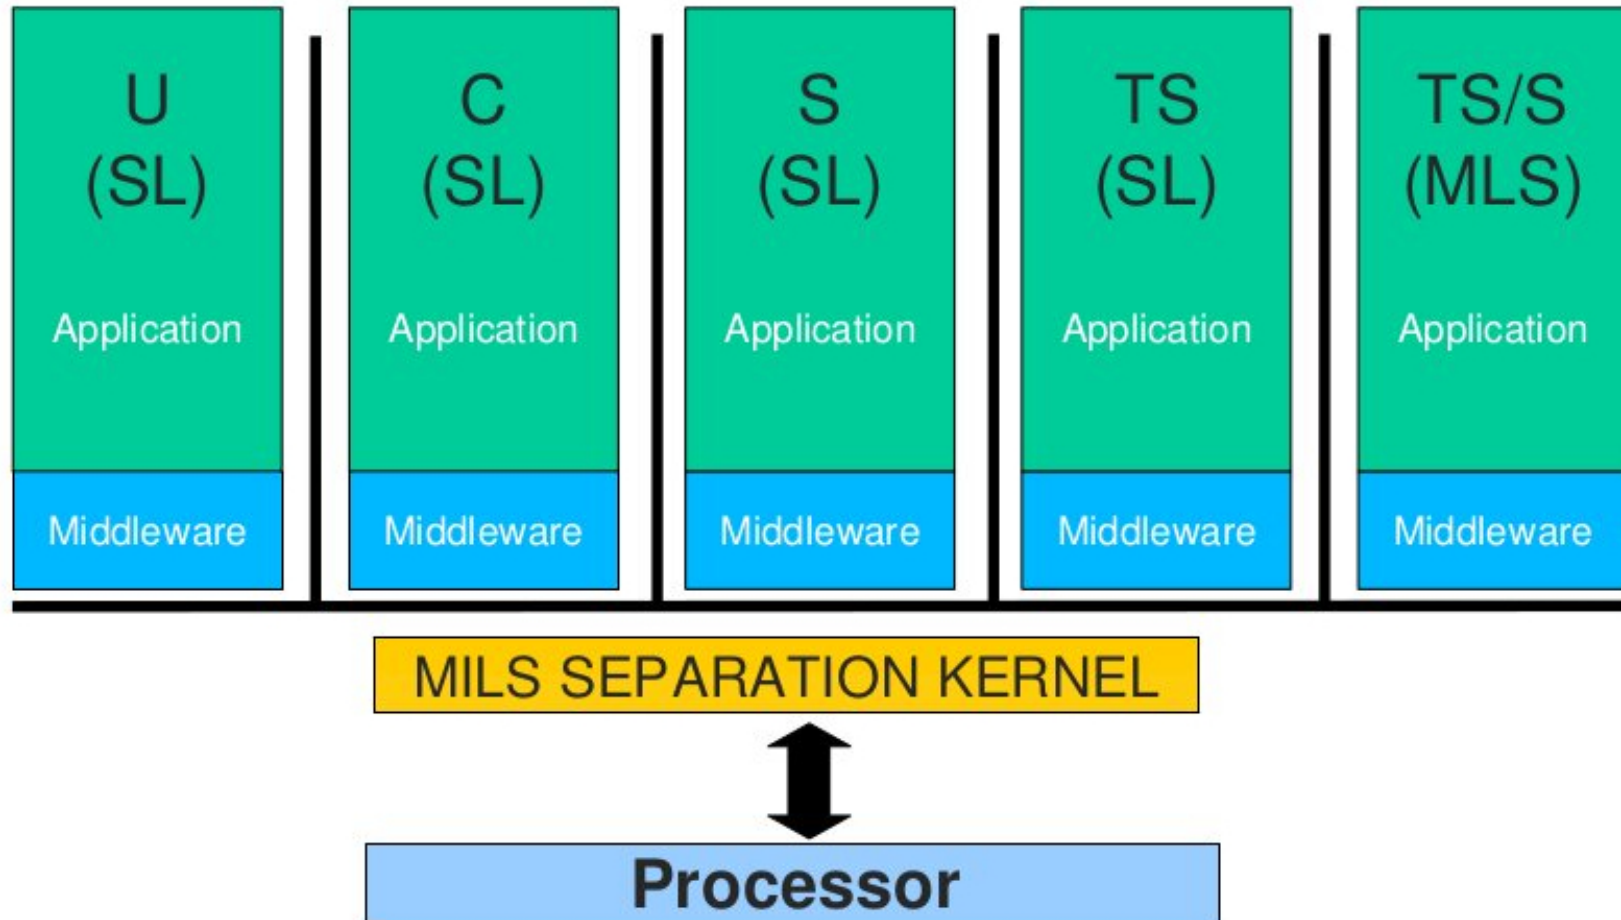 U
(SL)
Application
Middleware
C
(SL)
Application
Middleware
S
(SL)
Application
Middleware
TS
(SL)
Application
Middleware
TS/S
(MLS)
Application
Middleware
MILS SEPARATION KERNEL
Processor